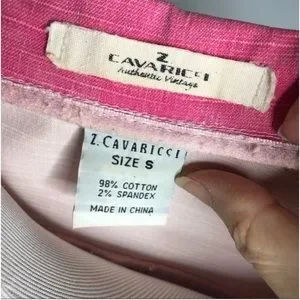 Z
CAVARICCI
Authentic Vintage
Z. CAVARICCI
SIZE S
98% COTTON
2% SPANDEX
MADE IN CHINA